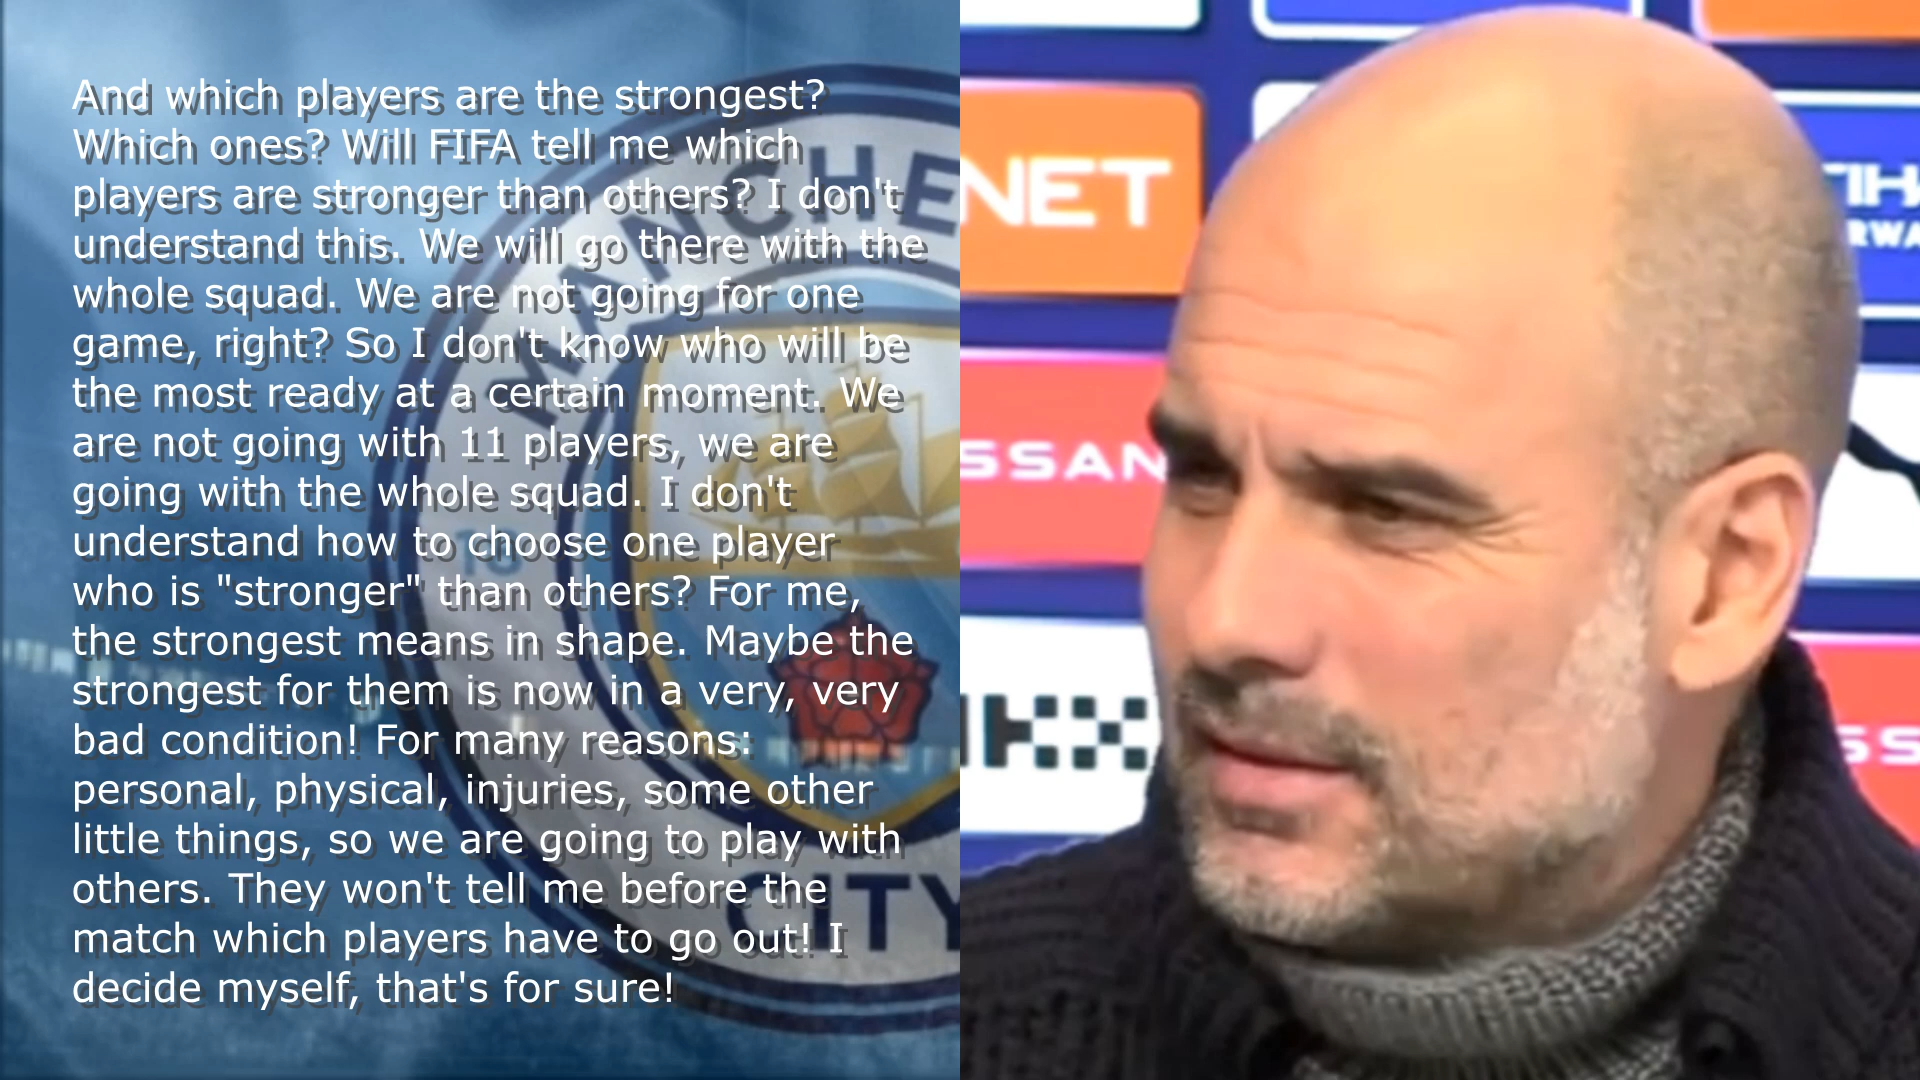 And which players are the strongest?
Which ones? Will FIFA tell me which
players are stronger than others? I don't
understand this. We will go there with the
whole squad. We are not going for one
game, right? So I don't know who will be
the most ready at a certain moment. We
are not going with 11 players, we are
going with the whole squad. I don't
understand how to choose one player
who is "stronger" than others? For me,
the strongest means in shape. Maybe the
strongest for them is now in a very, very
bad condition! For many reasons:
personal, physical, injuries, some other
little things, so we are going to play with
others. They won't tell me before the
match which players have to go out! I
decide myself, that's for sure!
MANCHE
CITY
NET
TIHA
RWA
SSAN
KX
SS